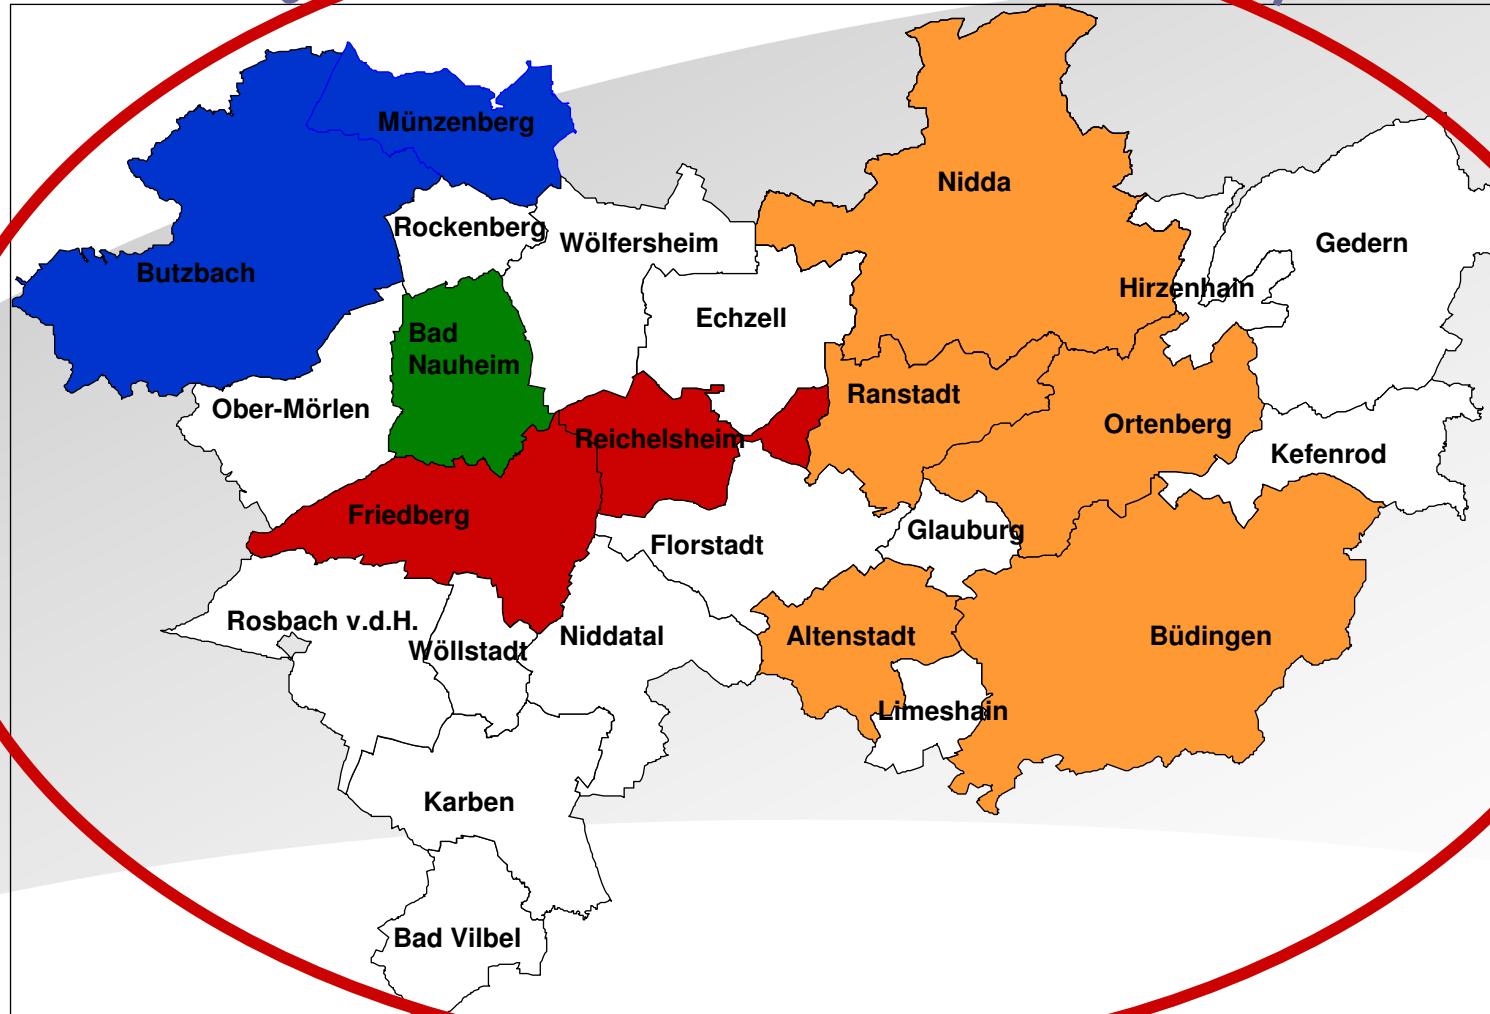 Münzenberg
Nidda
Rockenberg
Wölfersheim
Gedern
Butzbach
Hirzenhain
Echzell
Bad
Nauheim
Ranstadt
Ober-Mörlen
Ortenberg
Reichelsheim
Kefenrod
Friedberg
Glauburg
Florstadt
Rosbach v.d.H.
Niddatal
Altenstadt
Büdingen
Wöllstadt
Limeshain
Karben
Bad Vilbel